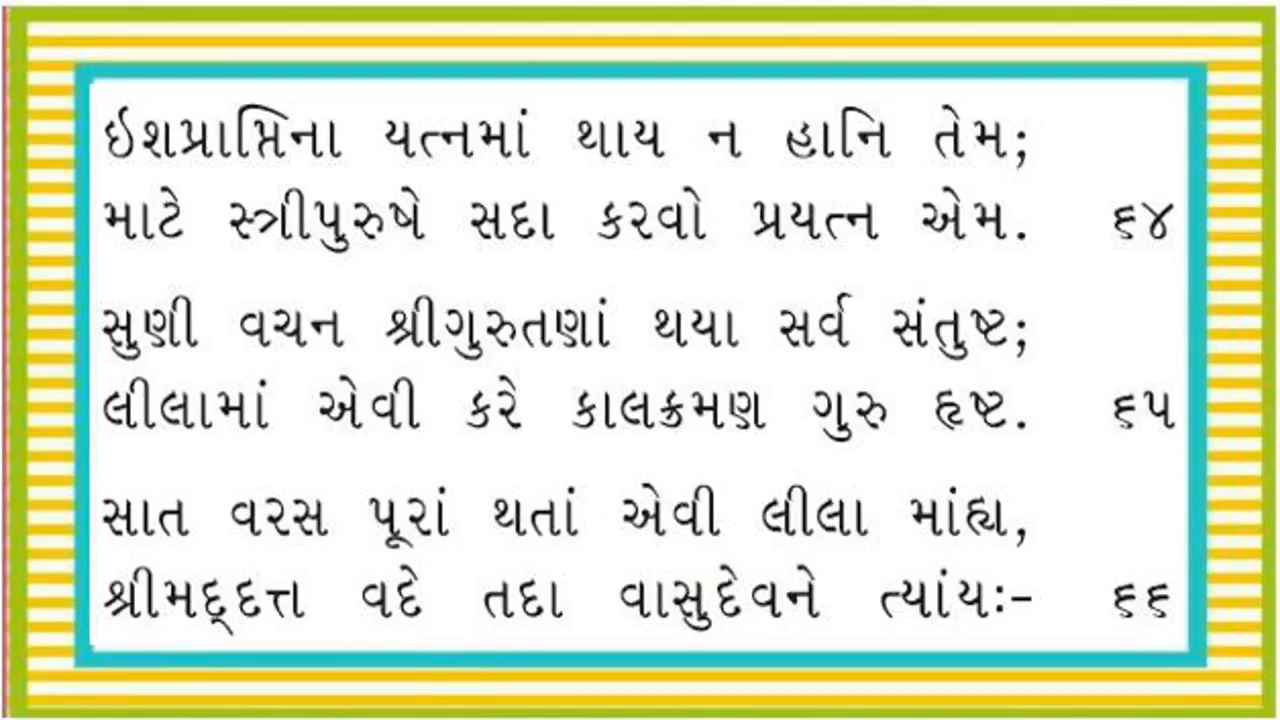 ઇશપ્રાપ્તિના યત્નમાં થાય ન હાનિ તેમ;
માટે સ્ત્રીપુરુષે સદા કરવો પ્રયત્ન એમ. ૬૪
સુણી વચન શ્રીગુરુતણાં થયા સર્વ સંતુષ્ટ;
લીલામાં એવી કરે કાલક્રમણ ગુરુ હૃષ્ટ. ૬૫
સાત વરસ પૂરાં થતાં એવી લીલા માંહ્ય,
શ્રીમદ્દત્ત વદે તદા વાસુદેવને ત્યાંયઃ- ૬૬